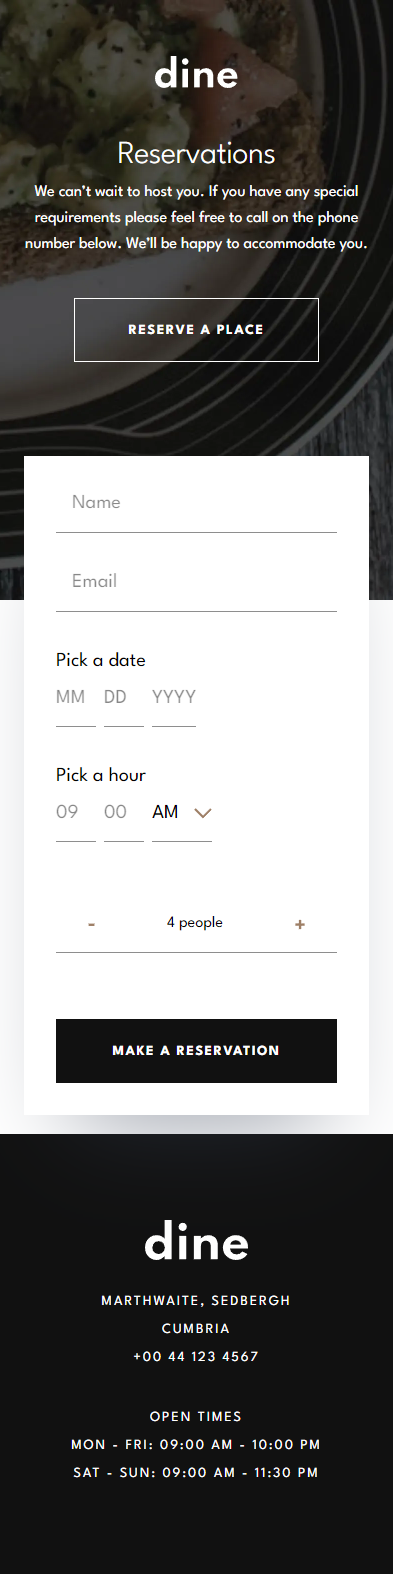 dine
Reservations
We can't wait to host you. If you have any special
requirements please feel free to call on the phone
number below. We'll be happy to accommodate you.
RESERVE A PLACE
Name
Email
Pick a date
MM DD YYYY
Pick a hour
09 00 AM
- 4 people +
MAKE A RESERVATION
dine
MARTHWAITE, SEDBERGH
CUMBRIA
+00 44 123 4567
OPEN TIMES
MON - FRI: 09:00 AM - 10:00 PM
SAT - SUN: 09:00 AM - 11:30 PM